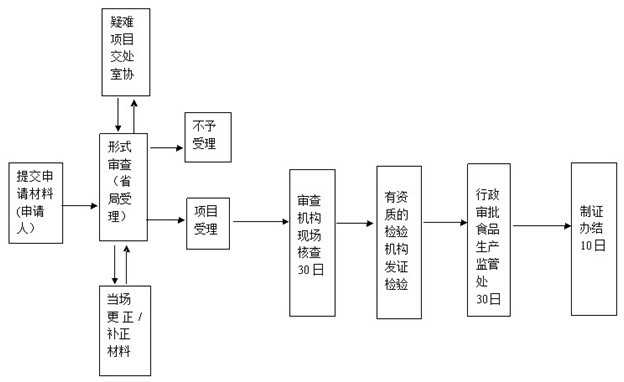 疑难
项目
交处
室协
不予
受理
形式
审查
（省
局受
理）
提交申
请材料
(申请
人）
项目
受理
审查
机构
现场
核查
30日
有资
质的
检验
机构
发证
检验
行政
审批
食品
生产
监管
处
30日
制证
办结
10日
当场
更正/
补正
材料